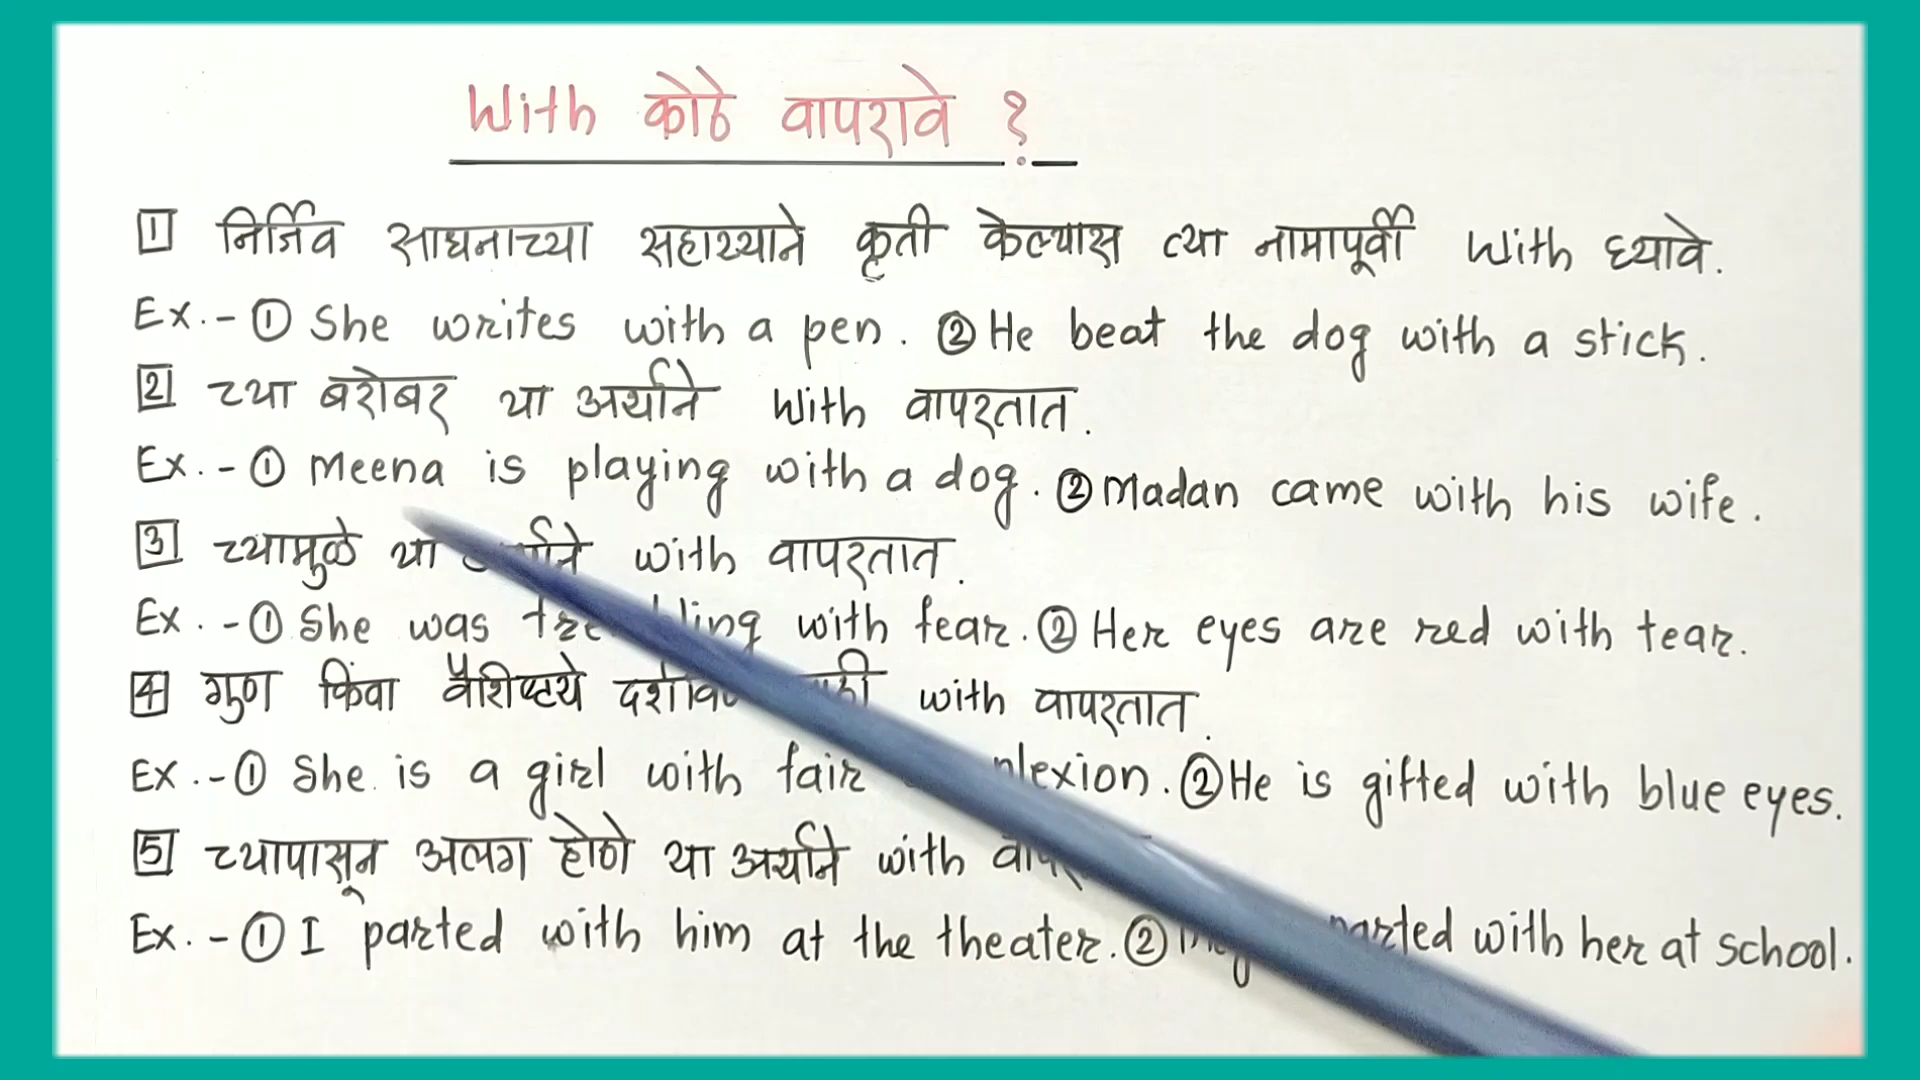 With कोठे वापरावे ?
1 निर्जिव साधनाच्या सहाय्याने कृती केल्यास त्या नामापूर्वी with घ्यावे.
Ex.- ① She writes with a pen. ② He beat the dog with a stick.
2 च्या बरोबर या अर्थाने with वापरतात.
Ex.- ① Meena is playing with a dog. ② Madan came with his wife.
3 च्यामुळे या with वापरतात.
Ex.- ① She was with fear. ② Her eyes are red with tear.
4 गुण किंवा वैशिष्ट्ये with वापरतात.
Ex.- ① She is a girl with fair . ② He is gifted with blue eyes.
5 च्यापासून अलग होणे या अर्थाने with
Ex.- ① I parted with him at the theater. ② with her at school.